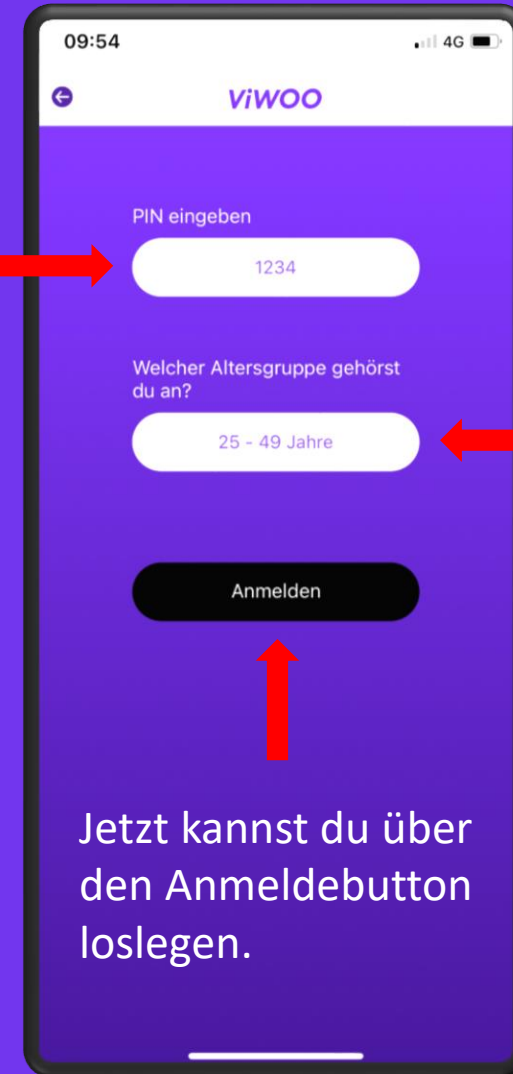 09:54
4G
ViWOO
PIN eingeben
1234
Welcher Altersgruppe gehörst
du an?
25 - 49 Jahre
Anmelden
Jetzt kannst du über
den Anmeldebutton
loslegen.